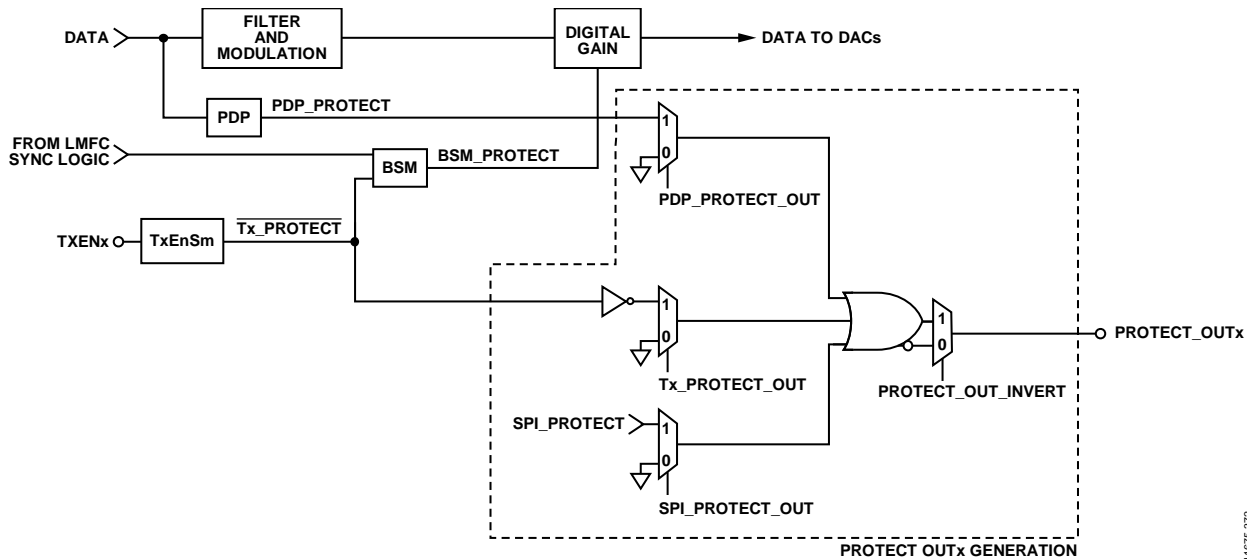 DATA
FILTER
AND
MODULATION
DIGITAL
GAIN
DATA TO DACs
PDP
PDP_PROTECT
FROM LMFC
SYNC LOGIC
BSM
BSM_PROTECT
1
0
PDP_PROTECT_OUT
TXENx
TxEnSm
Tx_PROTECT
1
0
Tx_PROTECT_OUT
1
0
PROTECT_OUTx
PROTECT_OUT_INVERT
SPI_PROTECT
1
0
SPI_PROTECT_OUT
PROTECT OUTx GENERATION